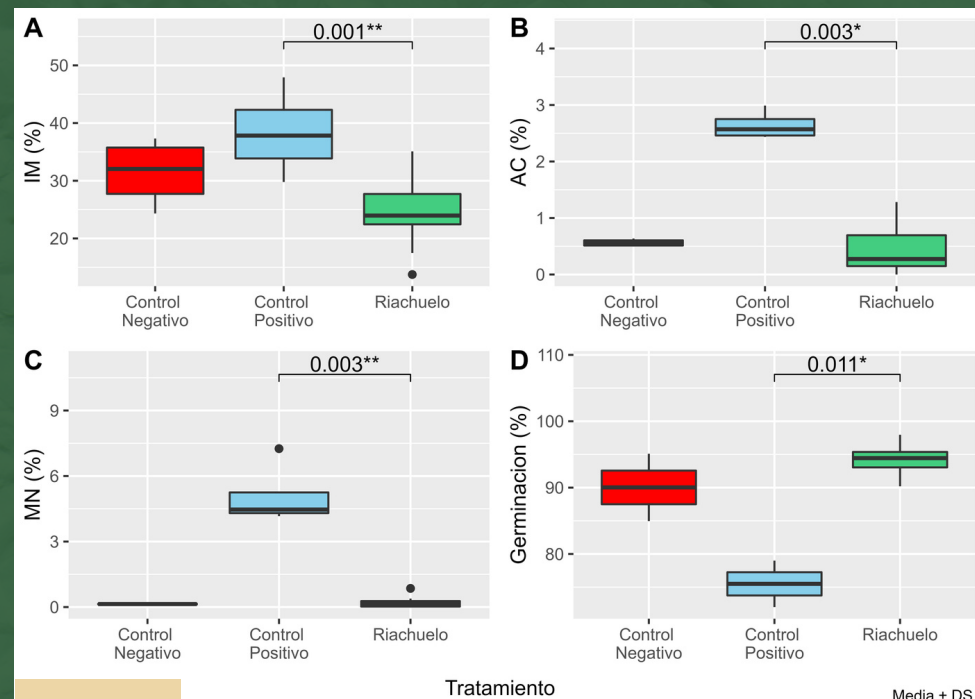 A
0.001**
50
40
30
20
IM (%)
Control
Negativo
Control
Positivo
Riachuelo
B
0.003*
4
3
2
1
0
AC (%)
Control
Negativo
Control
Positivo
Riachuelo
C
0.003**
9
6
3
0
MN (%)
Control
Negativo
Control
Positivo
Riachuelo
D
0.011*
110
100
90
80
Germinacion (%)
Control
Negativo
Control
Positivo
Riachuelo
Tratamiento
Media + DS